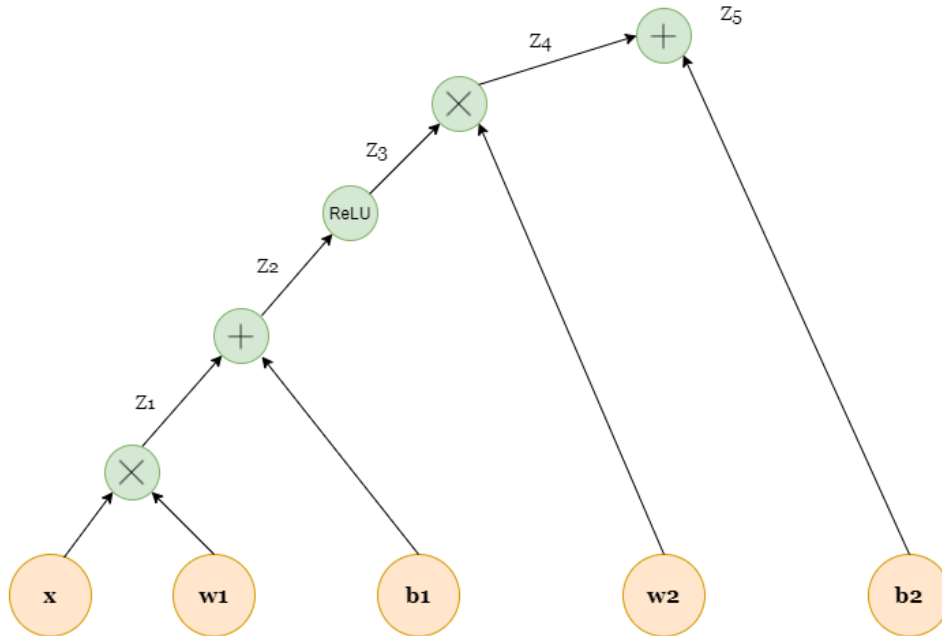 Z5
Z4
×
+
Z3
ReLU
Z2
+
Z1
×
x
w1
b1
w2
b2